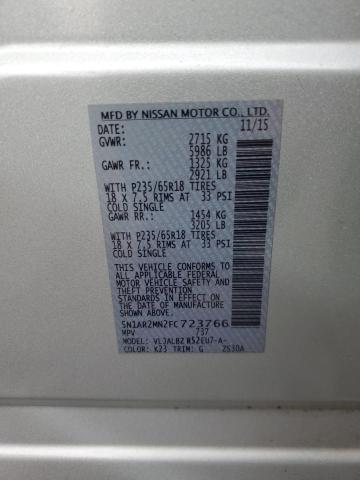 MFD BY NISSAN MOTOR CO., LTD.
DATE: 11/15
GVWR: 2715 KG
5986 LB
GAWR FR.: 1325 KG
2921 LB
WITH P235/65R18 TIRES
18 X 7.5 RIMS AT 33 PSI
COLD SINGLE
GAWR RR.: 1454 KG
3205 LB
WITH P235/65R18 TIRES
18 X 7.5 RIMS AT 33 PSI
COLD SINGLE
THIS VEHICLE CONFORMS TO
ALL APPLICABLE FEDERAL
MOTOR VEHICLE SAFETY
STANDARDS IN EFFECT ON THE
DATE OF MANUFACTURE SHOWN
ABOVE.
5N1AR2MN2FC723766
MPV 737
MODEL: VLJALBZ R52EU7-A-
COLOR: K23 TRIM: G ZS30A